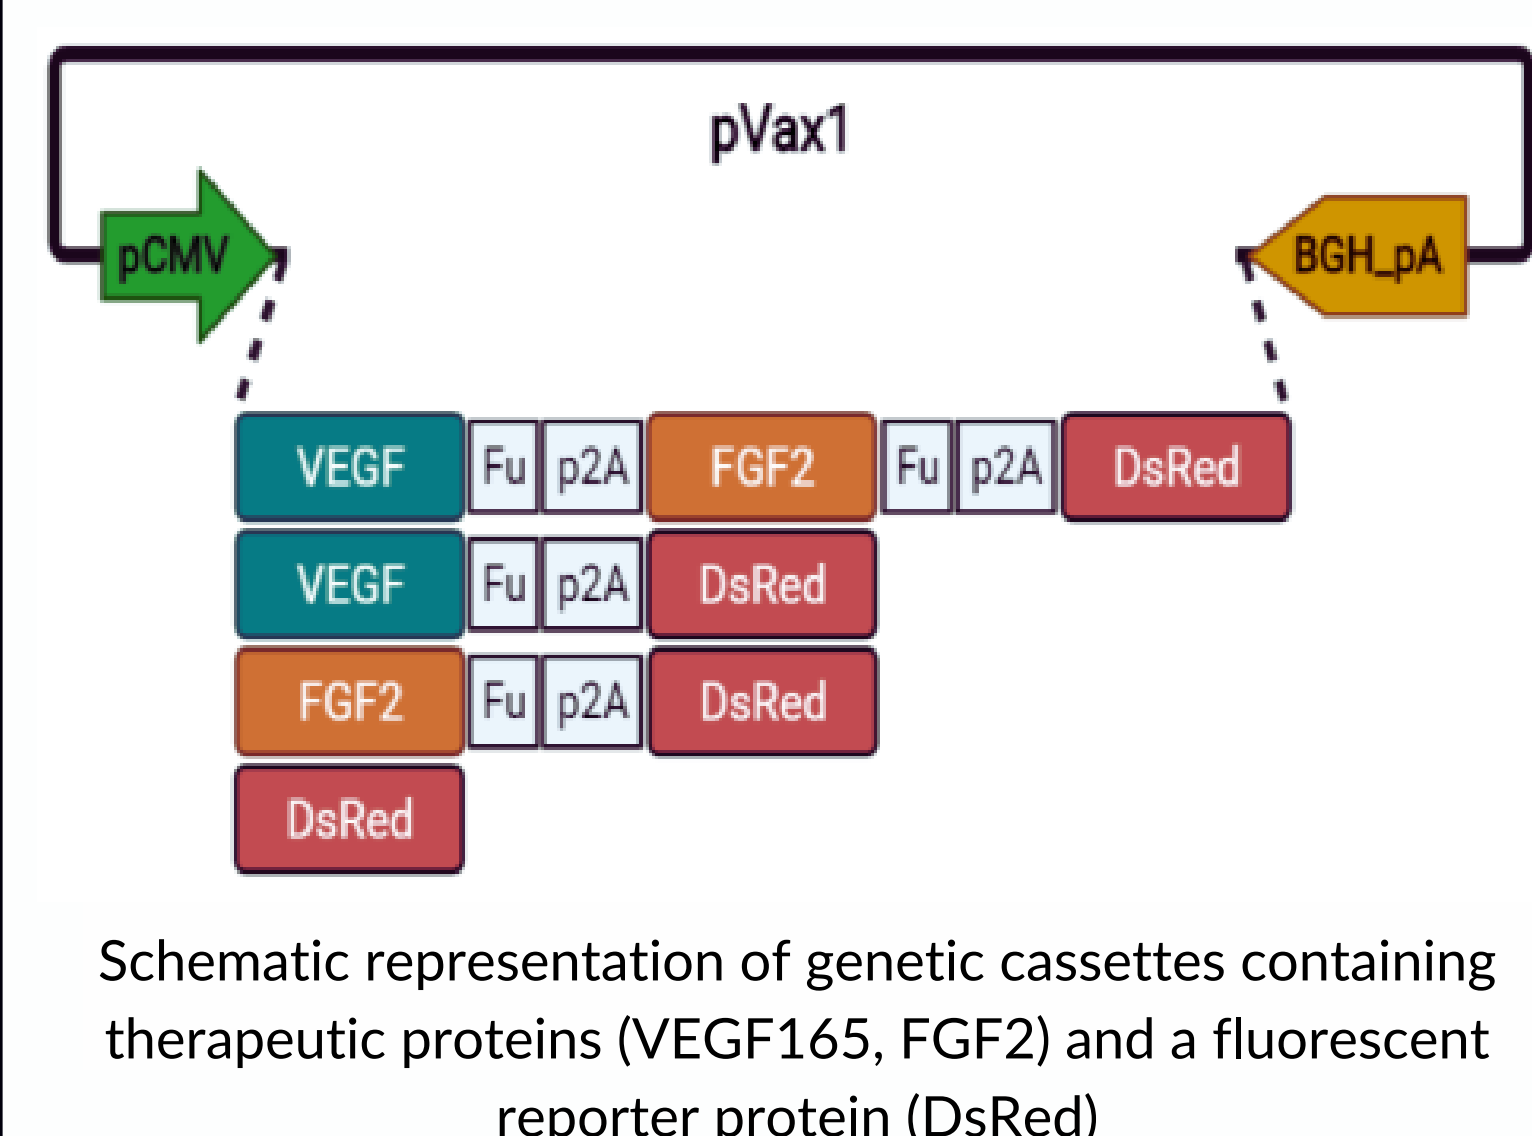 pVax1
pCMV BGH_pA
VEGF Fu p2A FGF2 Fu p2A DsRed
VEGF Fu p2A DsRed
FGF2 Fu p2A DsRed
DsRed
Schematic representation of genetic cassettes containing
therapeutic proteins (VEGF165, FGF2) and a fluorescent
reporter protein (DsRed)